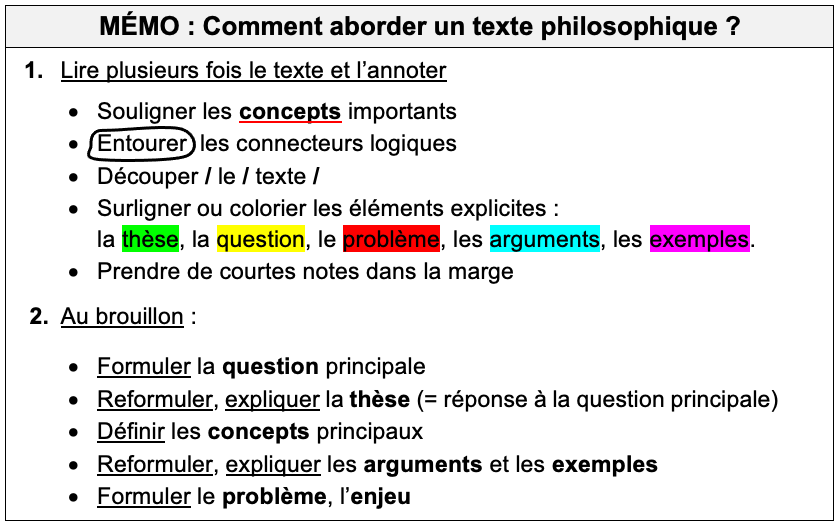 MÉMO : Comment aborder un texte philosophique ?
1. Lire plusieurs fois le texte et l’annoter
• Souligner les concepts importants
• Entourer les connecteurs logiques
• Découper / le / texte /
• Surligner ou colorier les éléments explicites :
la thèse, la question, le problème, les arguments, les exemples.
• Prendre de courtes notes dans la marge
2. Au brouillon :
• Formuler la question principale
• Reformuler, expliquer la thèse (= réponse à la question principale)
• Définir les concepts principaux
• Reformuler, expliquer les arguments et les exemples
• Formuler le problème, l’enjeu